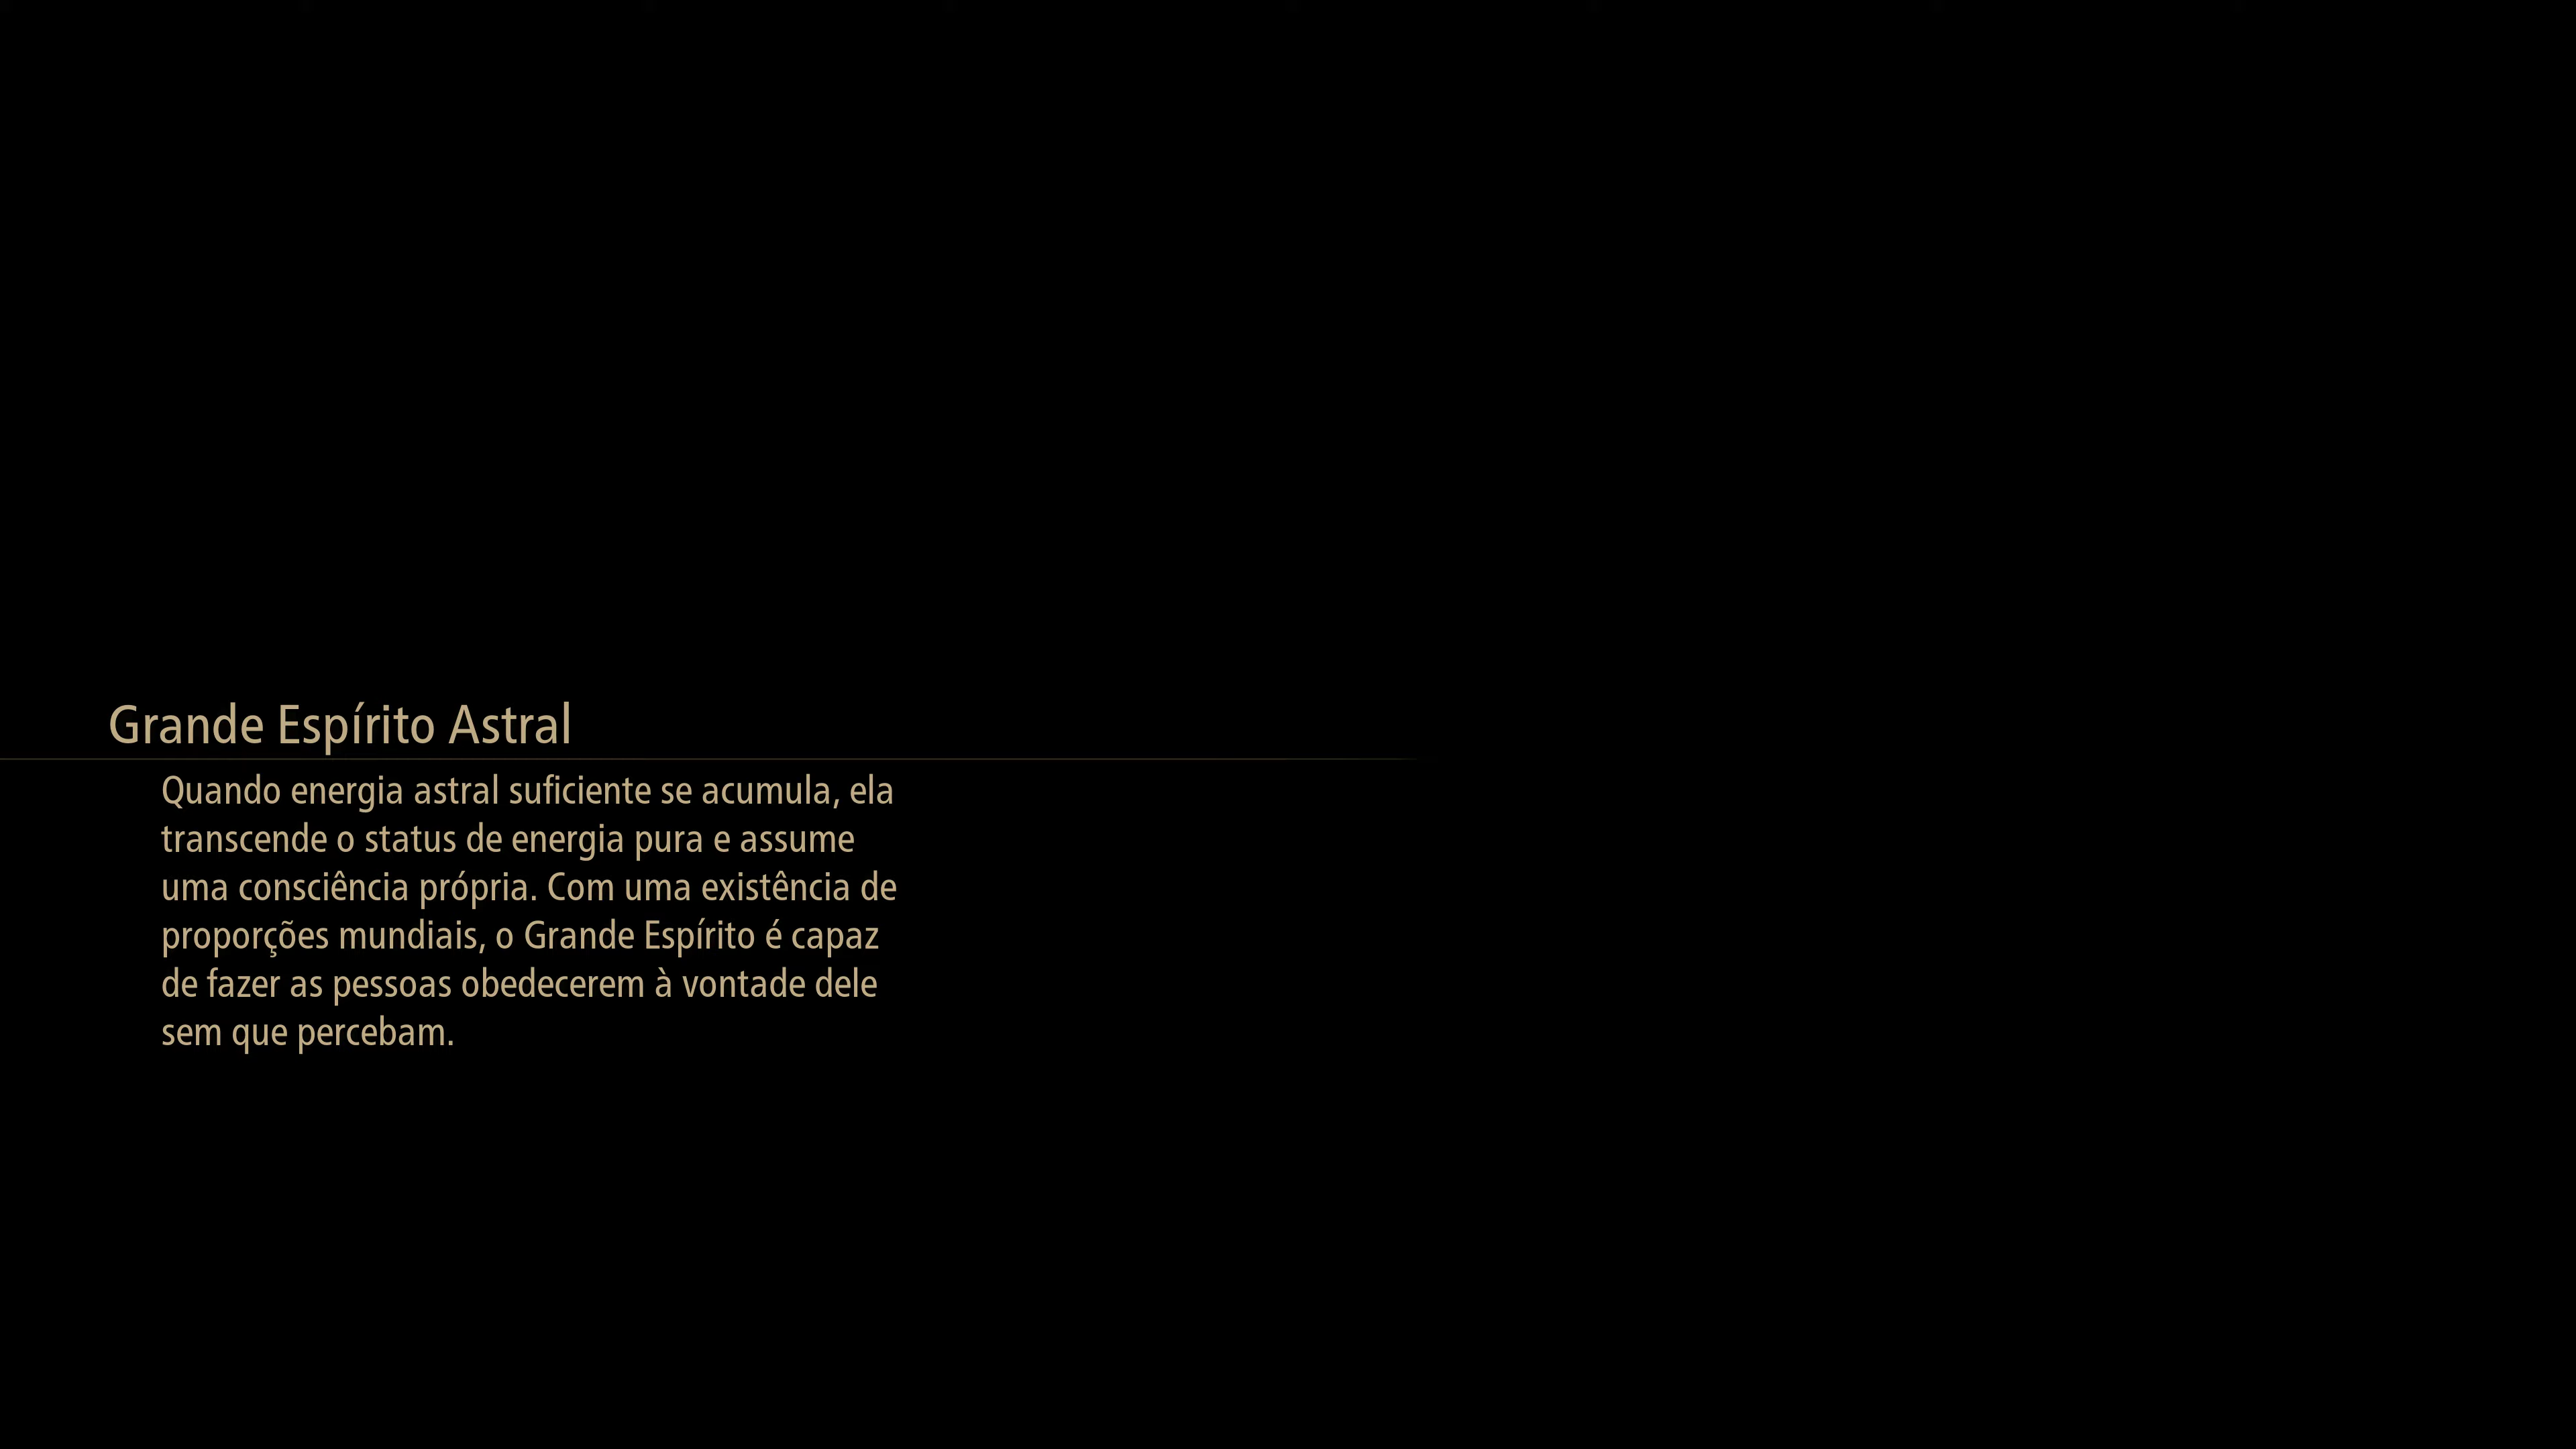 Grande Espírito Astral
Quando energia astral suficiente se acumula, ela
transcende o status de energia pura e assume
uma consciência própria. Com uma existência de
proporções mundiais, o Grande Espírito é capaz
de fazer as pessoas obedecerem à vontade dele
sem que percebam.